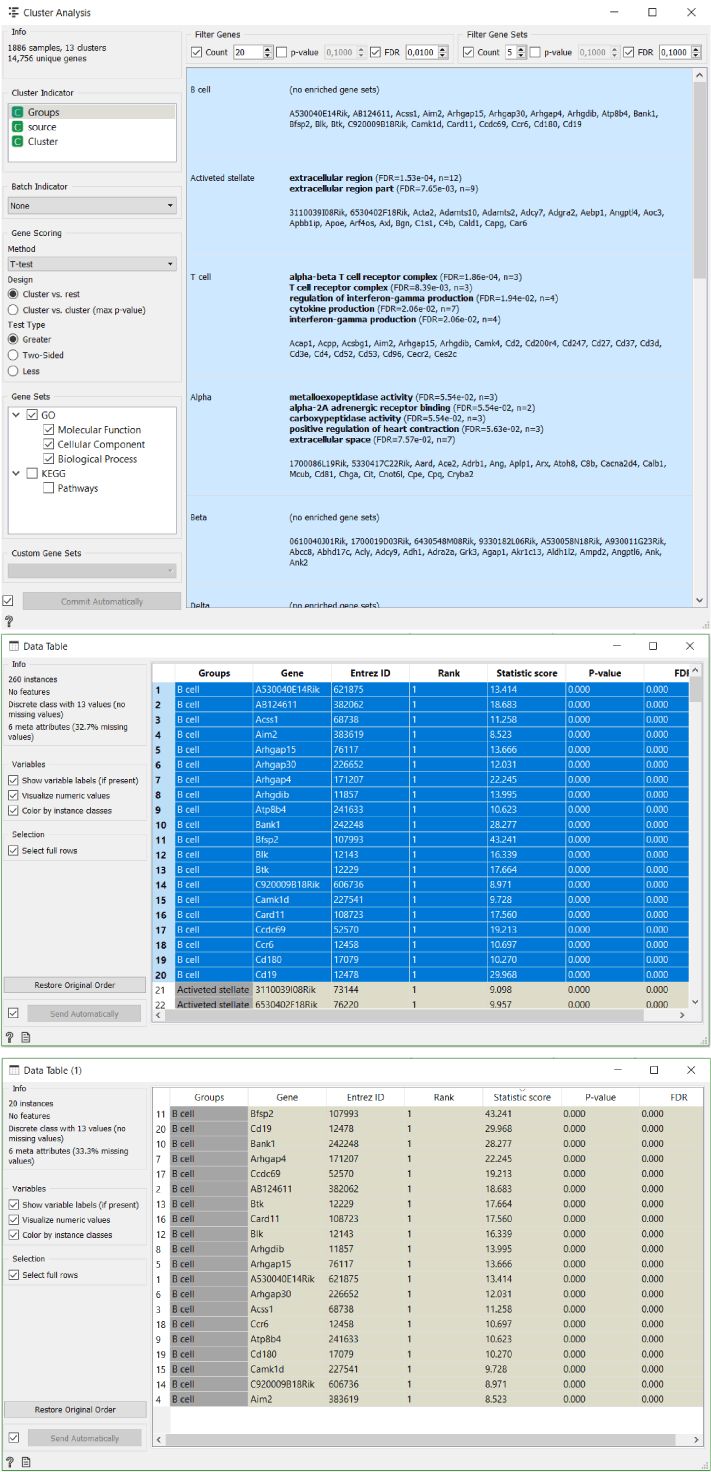 Cluster Analysis
Info
1886 samples, 13 clusters
14,756 unique genes
Cluster Indicator
Groups
source
Cluster
Batch Indicator
None
Gene Scoring
Method
T-test
Design
Cluster vs. rest
Cluster vs. cluster (max p-value)
Test Type
Greater
Two-Sided
Less
Gene Sets
GO
Molecular Function
Cellular Component
Biological Process
KEGG
Pathways
Custom Gene Sets
Commit Automatically
Filter Genes
Count 20 p-value 0,1000 FDR 0,0100
Filter Gene Sets
Count 5 p-value 0,1000 FDR 0,1000
B cell (no enriched gene sets)
A530040E14Rik, AB124611, Acss1, Aim2, Arhgap15, Arhgap30, Arhgap4, Arhgdib, Atp8b4, Bank1,
Bfsp2, Blk, Btk, C920009B18Rik, Camk1d, Card11, Ccdc69, Ccr6, Cd180, Cd19
Activeted stellate extracellular region (FDR=1.53e-04, n=12)
extracellular region part (FDR=7.65e-03, n=9)
3110039I08Rik, 6530402F18Rik, Acta2, Adamts10, Adamts2, Adcy7, Adgra2, Aebp1, Angptl4, Aoc3,
Apbb1ip, Apoe, Arf4os, Axl, Bgn, C1s1, C4b, Cald1, Capg, Car6
T cell alpha-beta T cell receptor complex (FDR=1.86e-04, n=3)
T cell receptor complex (FDR=8.39e-03, n=3)
regulation of interferon-gamma production (FDR=1.94e-02, n=4)
cytokine production (FDR=2.06e-02, n=7)
interferon-gamma production (FDR=2.06e-02, n=4)
Acap1, Acpp, Acsbg1, Aim2, Arhgap15, Arhgdib, Camk4, Cd2, Cd200r4, Cd247, Cd27, Cd37, Cd3d,
Cd3e, Cd4, Cd52, Cd53, Cd96, Cecr2, Ces2c
Alpha metalloexopeptidase activity (FDR=5.54e-02, n=3)
alpha-2A adrenergic receptor binding (FDR=5.54e-02, n=2)
carboxypeptidase activity (FDR=5.54e-02, n=3)
positive regulation of heart contraction (FDR=5.63e-02, n=3)
extracellular space (FDR=7.57e-02, n=7)
1700086L19Rik, 5330417C22Rik, Aard, Ace2, Adrb1, Ang, Aplp1, Arx, Atoh8, C8b, Cacna2d4, Calb1,
Mcub, Cd81, Chga, Cit, Cnot6l, Cpe, Cpq, Cryba2
Beta (no enriched gene sets)
0610040J01Rik, 1700019D03Rik, 6430548M08Rik, 9330182L06Rik, A530058N18Rik, A930011G23Rik,
Abcc8, Abhd17c, Acly, Adcy9, Adh1, Adra2a, Grk3, Agap1, Akr1c13, Aldh1l2, Ampd2, Angptl6, Ank,
Ank2
Delta (no enriched gene sets)
Data Table
Info
260 instances
No features
Discrete class with 13 values (no
missing values)
6 meta attributes (32.7% missing
values)
Variables
Show variable labels (if present)
Visualize numeric values
Color by instance classes
Selection
Select full rows
Restore Original Order
Send Automatically
Groups Gene Entrez ID Rank Statistic score P-value FDR
1 B cell A530040E14Rik 621875 1 13.414 0.000 0.000
2 B cell AB124611 382062 1 18.683 0.000 0.000
3 B cell Acss1 68738 1 11.258 0.000 0.000
4 B cell Aim2 383619 1 8.523 0.000 0.000
5 B cell Arhgap15 76117 1 13.666 0.000 0.000
6 B cell Arhgap30 226652 1 12.031 0.000 0.000
7 B cell Arhgap4 171207 1 22.245 0.000 0.000
8 B cell Arhgdib 11857 1 13.995 0.000 0.000
9 B cell Atp8b4 241633 1 10.623 0.000 0.000
10 B cell Bank1 242248 1 28.277 0.000 0.000
11 B cell Bfsp2 107993 1 43.241 0.000 0.000
12 B cell Blk 12143 1 16.339 0.000 0.000
13 B cell Btk 12229 1 17.664 0.000 0.000
14 B cell C920009B18Rik 606736 1 8.971 0.000 0.000
15 B cell Camk1d 227541 1 9.728 0.000 0.000
16 B cell Card11 108723 1 17.560 0.000 0.000
17 B cell Ccdc69 52570 1 19.213 0.000 0.000
18 B cell Ccr6 12458 1 10.697 0.000 0.000
19 B cell Cd180 17079 1 10.270 0.000 0.000
20 B cell Cd19 12478 1 29.968 0.000 0.000
21 Activeted stellate 3110039I08Rik 73144 1 9.098 0.000 0.000
22 Activeted stellate 6530402F18Rik 76220 1 9.957 0.000 0.000
Data Table (1)
Info
20 instances
No features
Discrete class with 13 values (no
missing values)
6 meta attributes (33.3% missing
values)
Variables
Show variable labels (if present)
Visualize numeric values
Color by instance classes
Selection
Select full rows
Restore Original Order
Send Automatically
Groups Gene Entrez ID Rank Statistic score P-value FDR
11 B cell Bfsp2 107993 1 43.241 0.000 0.000
20 B cell Cd19 12478 1 29.968 0.000 0.000
10 B cell Bank1 242248 1 28.277 0.000 0.000
7 B cell Arhgap4 171207 1 22.245 0.000 0.000
17 B cell Ccdc69 52570 1 19.213 0.000 0.000
2 B cell AB124611 382062 1 18.683 0.000 0.000
13 B cell Btk 12229 1 17.664 0.000 0.000
16 B cell Card11 108723 1 17.560 0.000 0.000
12 B cell Blk 12143 1 16.339 0.000 0.000
8 B cell Arhgdib 11857 1 13.995 0.000 0.000
5 B cell Arhgap15 76117 1 13.666 0.000 0.000
1 B cell A530040E14Rik 621875 1 13.414 0.000 0.000
6 B cell Arhgap30 226652 1 12.031 0.000 0.000
3 B cell Acss1 68738 1 11.258 0.000 0.000
18 B cell Ccr6 12458 1 10.697 0.000 0.000
9 B cell Atp8b4 241633 1 10.623 0.000 0.000
19 B cell Cd180 17079 1 10.270 0.000 0.000
15 B cell Camk1d 227541 1 9.728 0.000 0.000
14 B cell C920009B18Rik 606736 1 8.971 0.000 0.000
4 B cell Aim2 383619 1 8.523 0.000 0.000